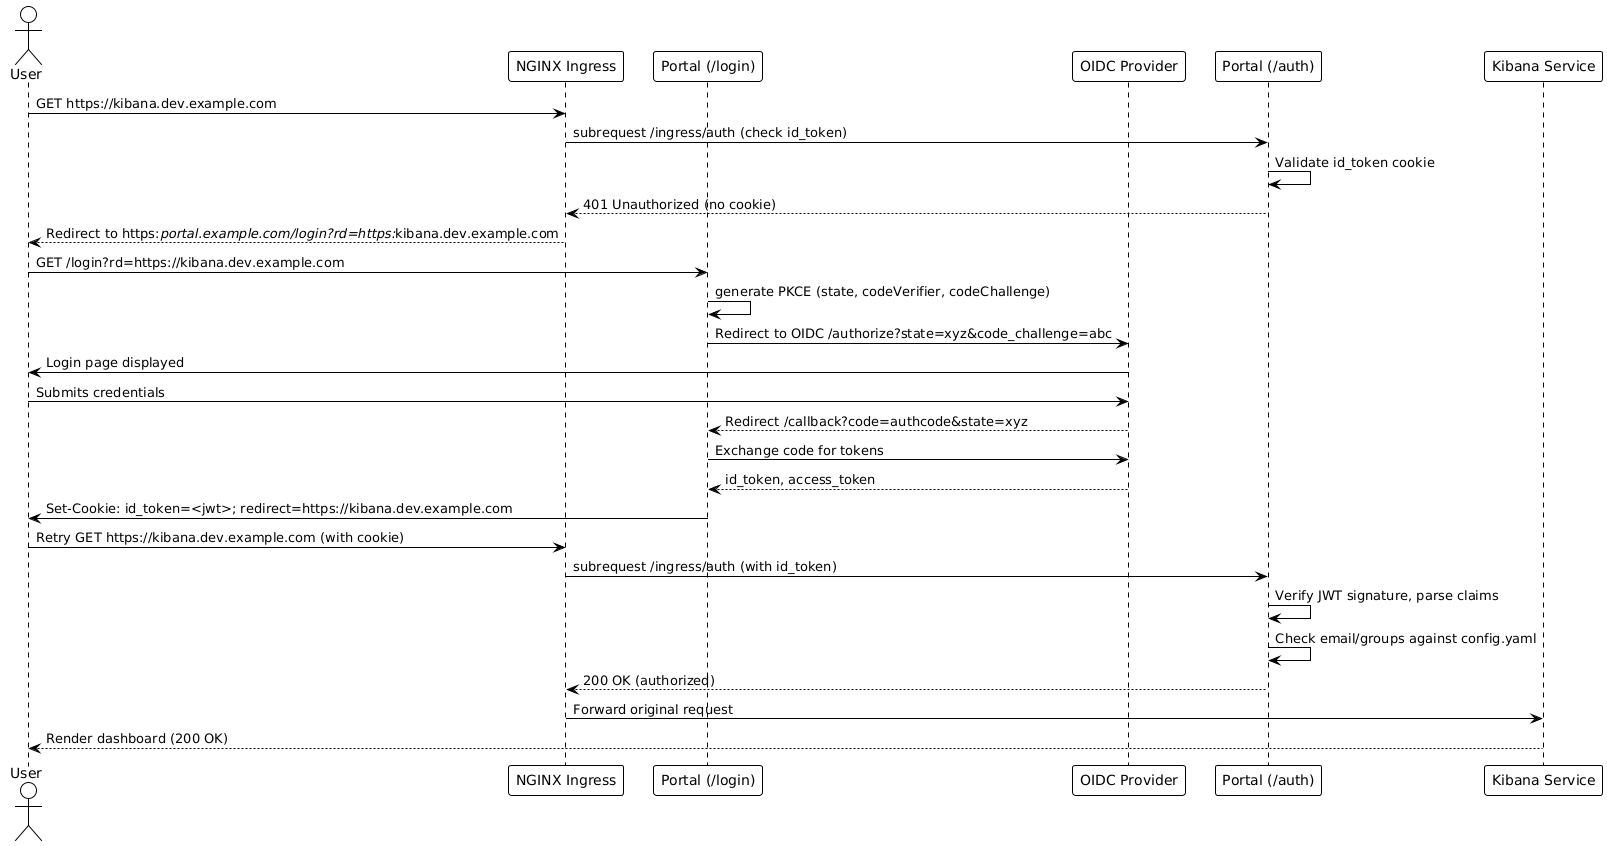 User
NGINX Ingress
Portal (/login)
OIDC Provider
Portal (/auth)
Kibana Service
GET https://kibana.dev.example.com
subrequest /ingress/auth (check id_token)
Validate id_token cookie
401 Unauthorized (no cookie)
Redirect to https:portal.example.com/login?rd=https:kibana.dev.example.com
GET /login?rd=https://kibana.dev.example.com
generate PKCE (state, codeVerifier, codeChallenge)
Redirect to OIDC /authorize?state=xyz&code_challenge=abc
Login page displayed
Submits credentials
Redirect /callback?code=authcode&state=xyz
Exchange code for tokens
id_token, access_token
Set-Cookie: id_token=<jwt>; redirect=https://kibana.dev.example.com
Retry GET https://kibana.dev.example.com (with cookie)
subrequest /ingress/auth (with id_token)
Verify JWT signature, parse claims
Check email/groups against config.yaml
200 OK (authorized)
Forward original request
Render dashboard (200 OK)
User
NGINX Ingress
Portal (/login)
OIDC Provider
Portal (/auth)
Kibana Service